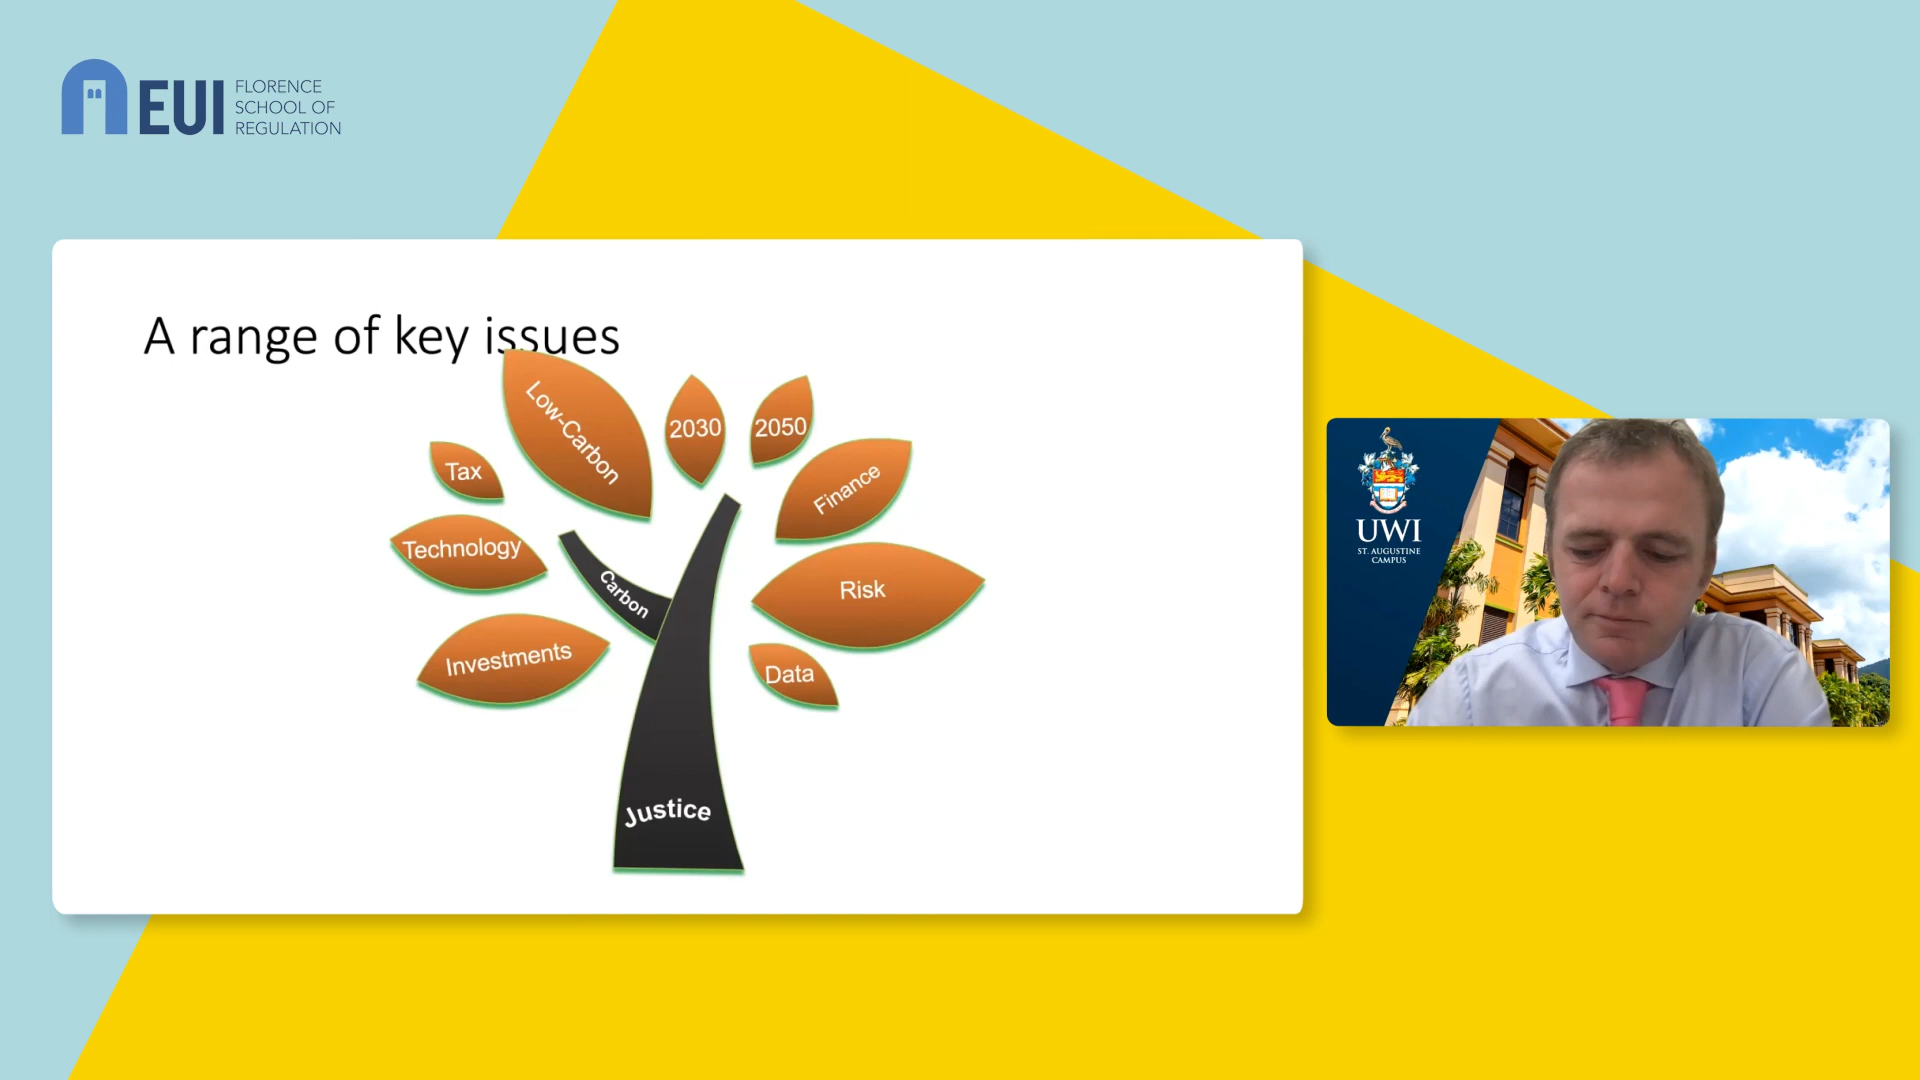 EUI
FLORENCE
SCHOOL OF
REGULATION
A range of key issues
Low-Carbon
2030
2050
Tax
Finance
Technology
Carbon
Risk
Investments
Data
Justice
UWI
ST. AUGUSTINE
CAMPUS